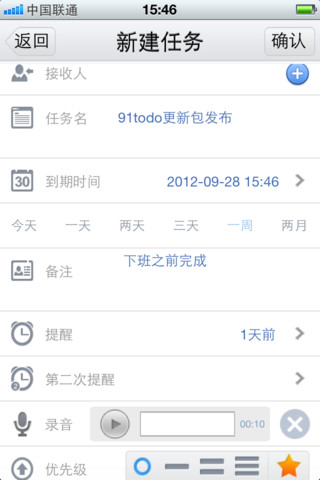 中国联通 15:46
返回 新建任务 确认
接收人
任务名 91todo更新包发布
30 到期时间 2012-09-28 15:46
今天 一天 两天 三天 一周 两月
备注 下班之前完成
提醒 1天前
2 第二次提醒
录音 00:10
优先级